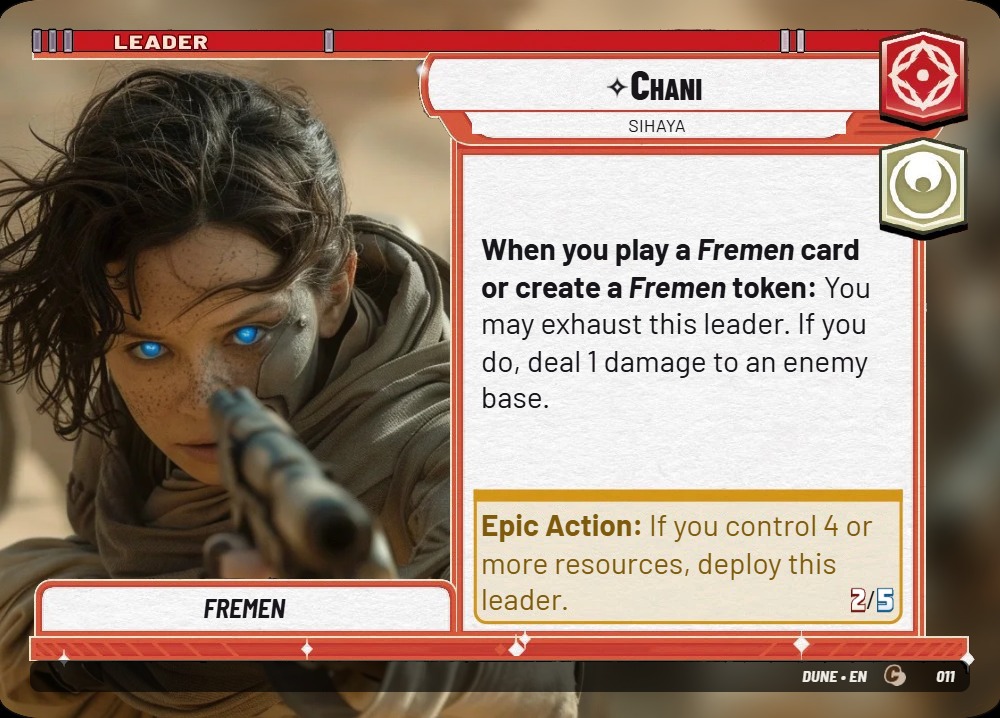 LEADER
✧CHANI
SIHAYA
When you play a Fremen card
or create a Fremen token: You
may exhaust this leader. If you
do, deal 1 damage to an enemy
base.
Epic Action: If you control 4 or
more resources, deploy this
leader.
2/5
FREMEN
DUNE • EN
C
011